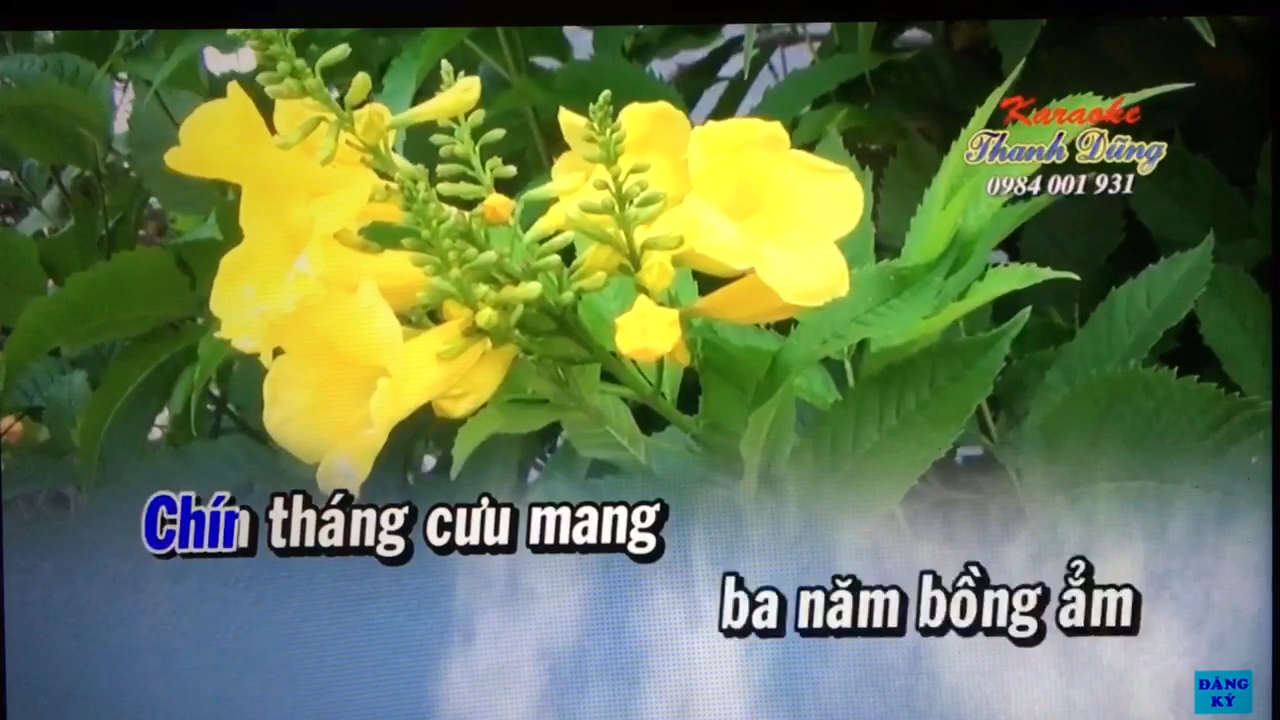 Karaoke
Thanh Dũng
0984 001 931
Chín tháng cưu mang
ba năm bồng ẳm
ĐĂNG
KÝ